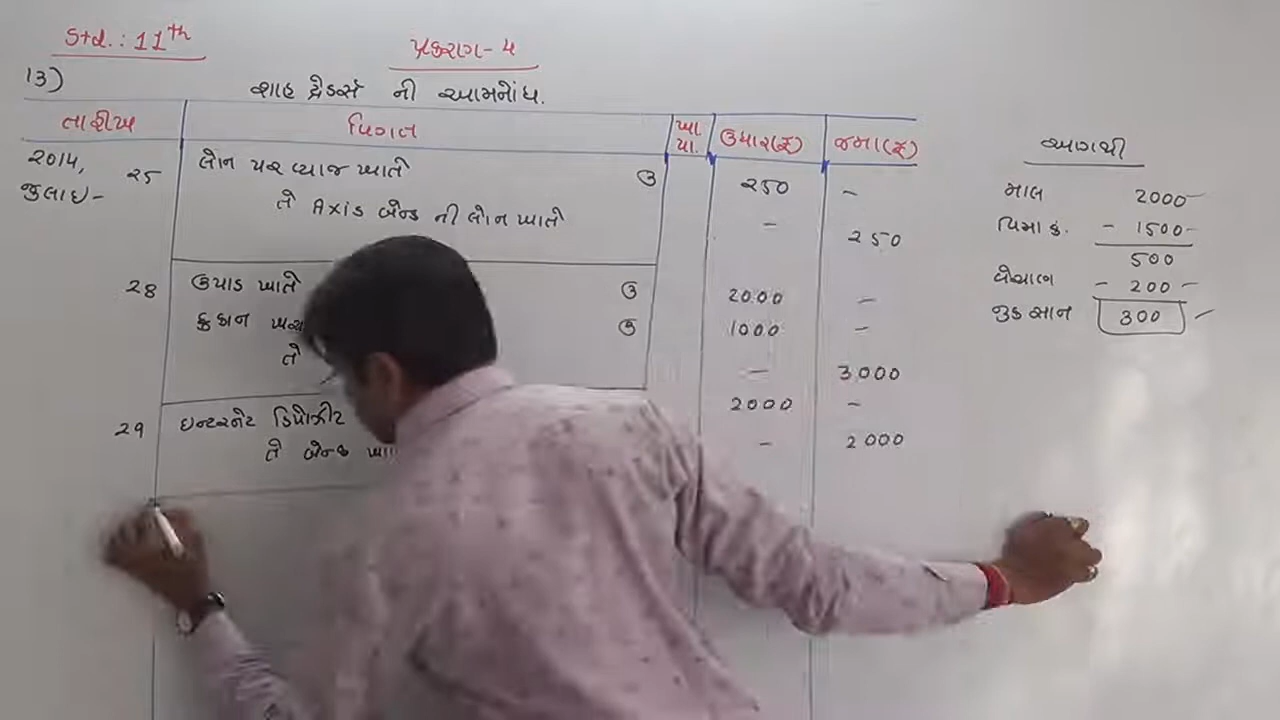 Std.: 11th
પ્રકરણ - ૫
13) શાહ ટ્રેડર્સ ની આમનોંધ.
તારીખ વિગત ખા. પા. ઉધાર(₹) જમા(₹)
2014, જુલાઇ- 25 લોન પર વ્યાજ ખાતે ઉ 250 -
તે Axis બેન્ક ની લોન ખાતે - 250
28 ઉપાડ ખાતે ઉ 2000 -
દુકાન ઉ 1000 -
તે - 3000
29 ઇન્ટરનેટ ડિપોઝીટ 2000 -
તે બેન્ક - 2000
આગથી
માલ 2000
વિમા કું. - 1500
500
વેચાણ - 200
નુકસાન 300